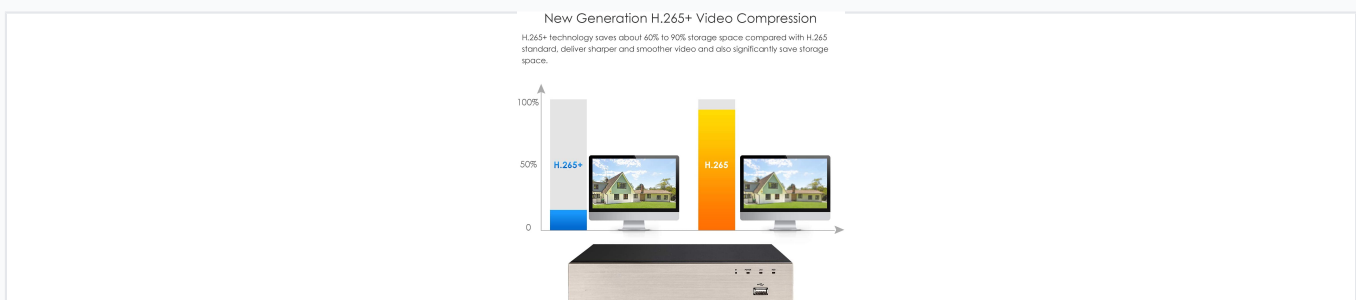 New Generation H.265+ Video Compression
H.265+ technology saves about 60% to 90% storage space compared with H.265
standard, deliver sharper and smoother video and also significantly save storage
space.
100%
50%
H.265+
H.265
0